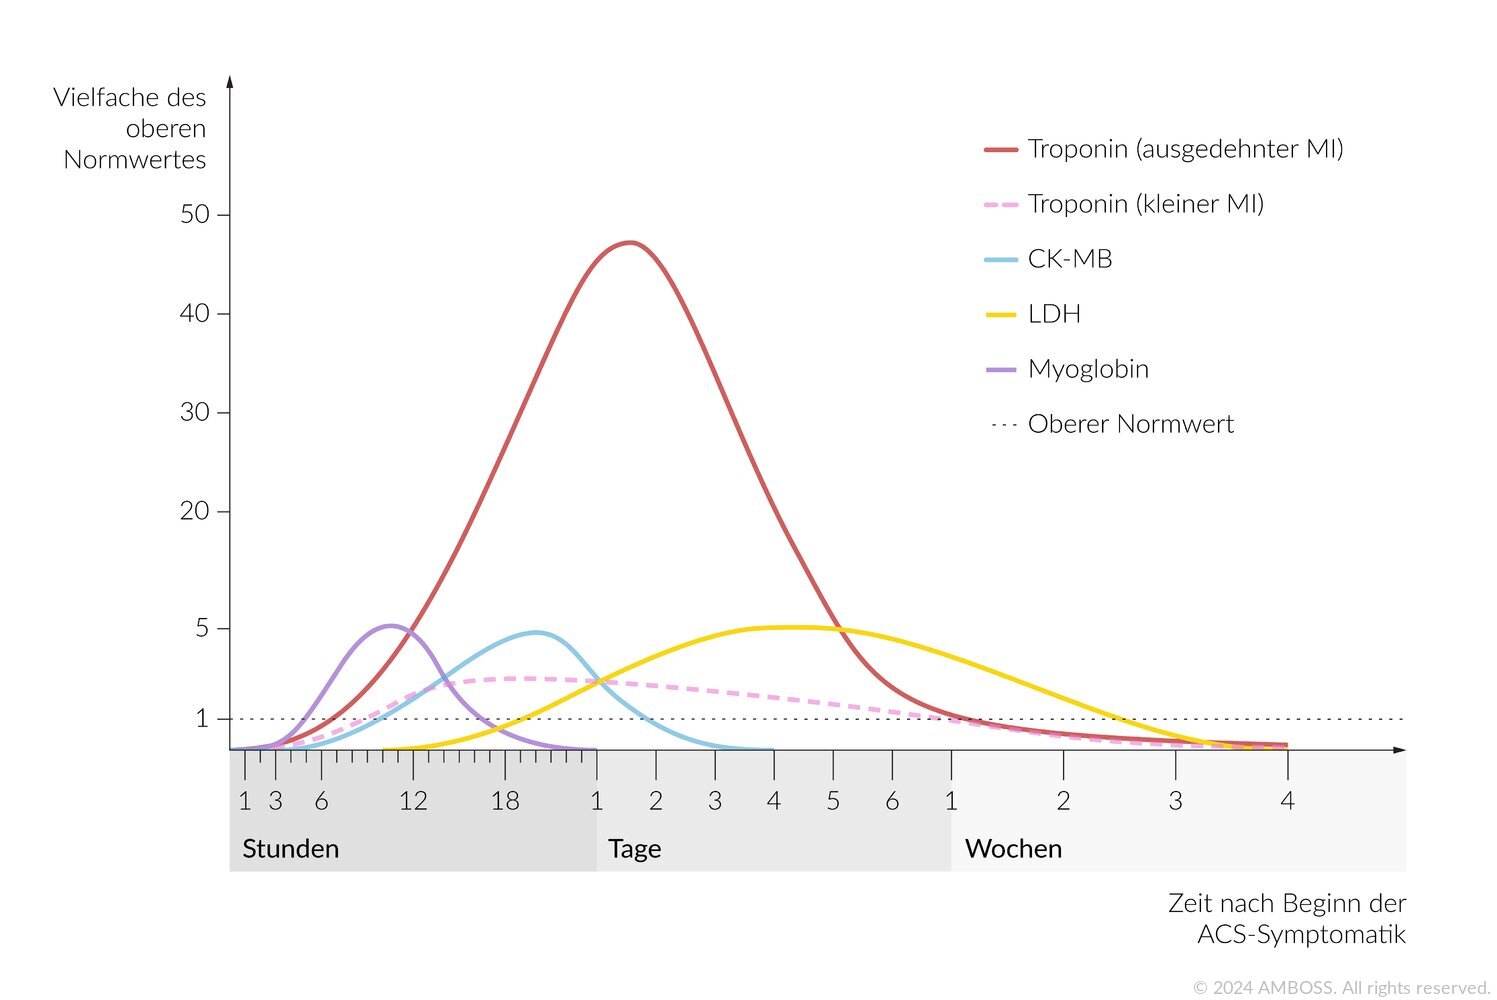 Vielfache des
oberen
Normwertes
50
40
30
20
5
1
Troponin (ausgedehnter MI)
Troponin (kleiner MI)
CK-MB
LDH
Myoglobin
Oberer Normwert
1 3 6 12 18 1 2 3 4 5 6 1 2 3 4
Stunden Tage Wochen
Zeit nach Beginn der
ACS-Symptomatik
© 2024 AMBOSS. All rights reserved.